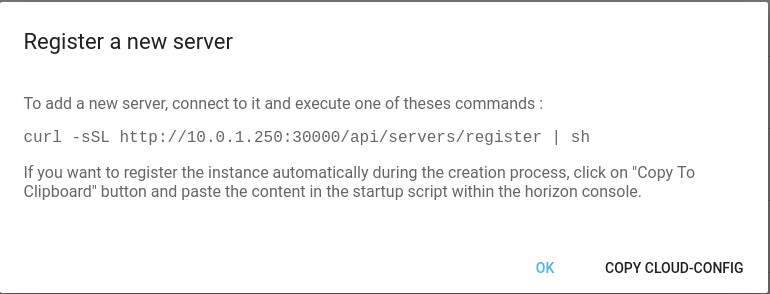 Register a new server
To add a new server, connect to it and execute one of theses commands :
curl -sSL http://10.0.1.250:30000/api/servers/register | sh
If you want to register the instance automatically during the creation process, click on "Copy To
Clipboard" button and paste the content in the startup script within the horizon console.
OK COPY CLOUD-CONFIG